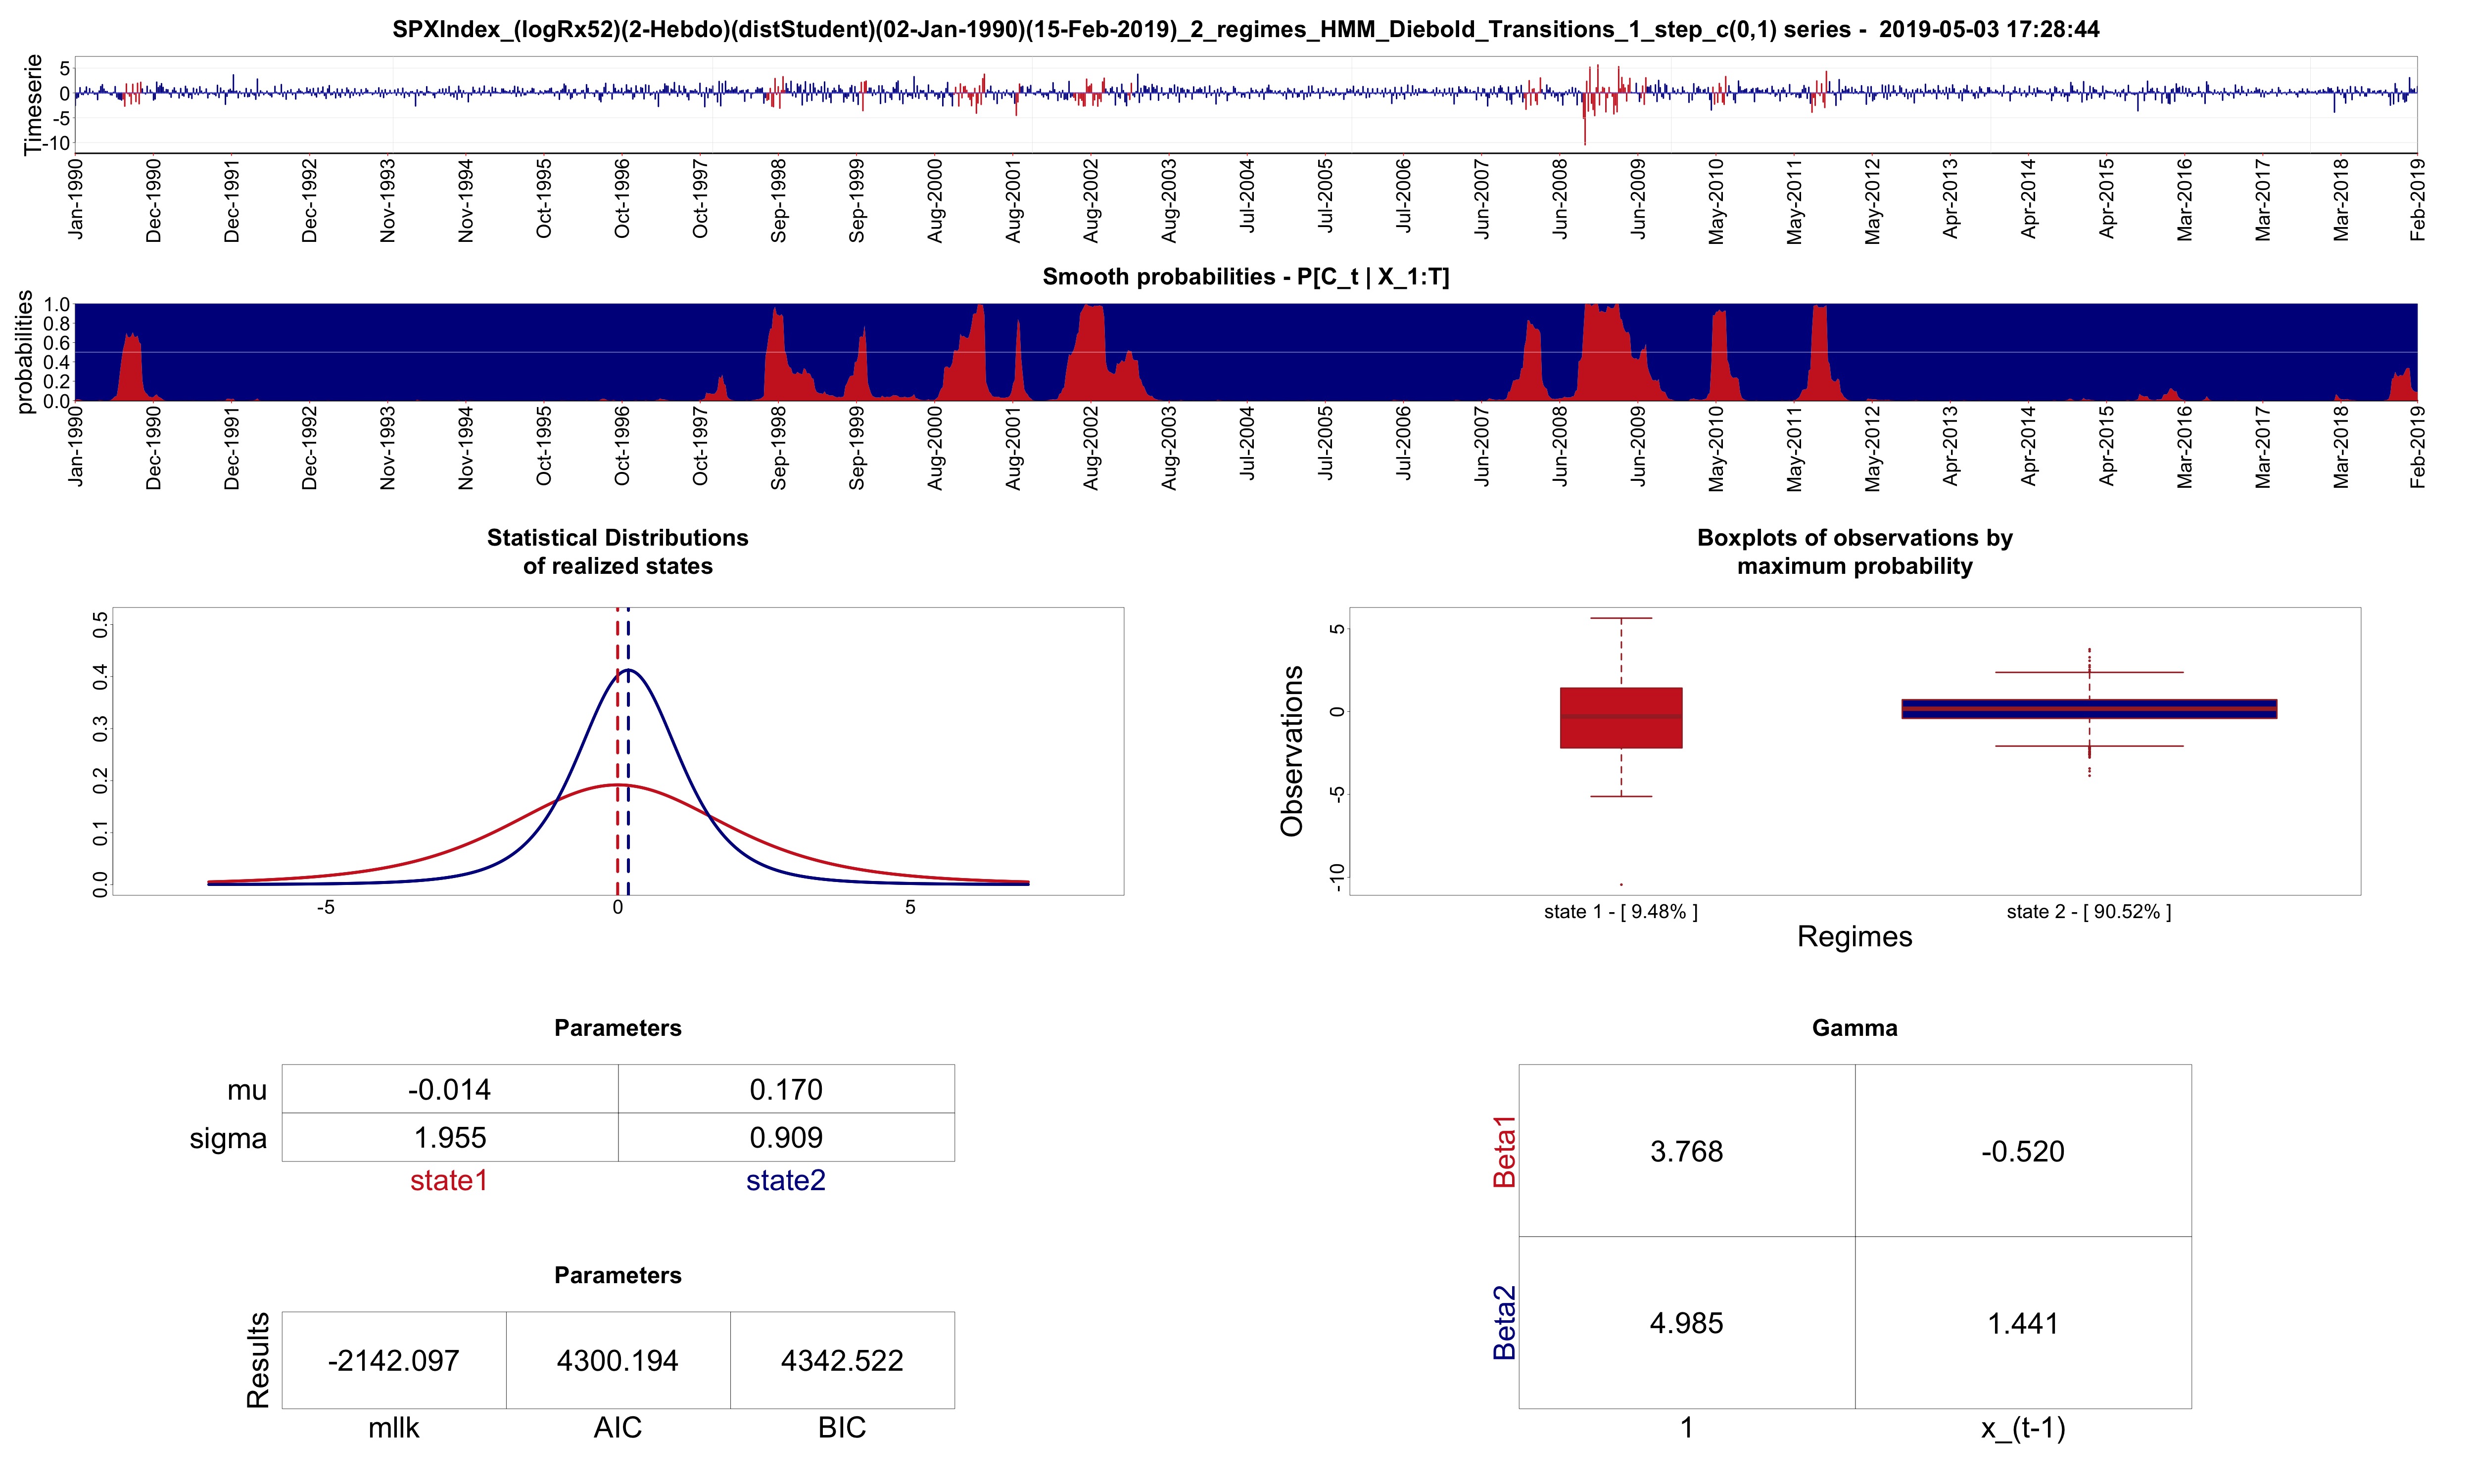 SPXIndex_(logRx52)(2-Hebdo)(distStudent)(02-Jan-1990)(15-Feb-2019)_2_regimes_HMM_Diebold_Transitions_1_step_c(0,1) series -  2019-05-03 17:28:44
Timeserie
5
0
-5
-10
Jan-1990 Dec-1990 Dec-1991 Dec-1992 Nov-1993 Nov-1994 Oct-1995 Oct-1996 Oct-1997 Sep-1998 Sep-1999 Aug-2000 Aug-2001 Aug-2002 Aug-2003 Jul-2004 Jul-2005 Jul-2006 Jun-2007 Jun-2008 Jun-2009 May-2010 May-2011 May-2012 Apr-2013 Apr-2014 Apr-2015 Mar-2016 Mar-2017 Mar-2018 Feb-2019
Smooth probabilities - P[C_t | X_1:T]
probabilities
1.0
0.8
0.6
0.4
0.2
0.0
Jan-1990 Dec-1990 Dec-1991 Dec-1992 Nov-1993 Nov-1994 Oct-1995 Oct-1996 Oct-1997 Sep-1998 Sep-1999 Aug-2000 Aug-2001 Aug-2002 Aug-2003 Jul-2004 Jul-2005 Jul-2006 Jun-2007 Jun-2008 Jun-2009 May-2010 May-2011 May-2012 Apr-2013 Apr-2014 Apr-2015 Mar-2016 Mar-2017 Mar-2018 Feb-2019
Statistical Distributions
of realized states
0.5
0.4
0.3
0.2
0.1
0.0
-5 0 5
Boxplots of observations by
maximum probability
Observations
5
0
-5
-10
state 1 - [ 9.48% ] state 2 - [ 90.52% ]
Regimes
Parameters
mu -0.014 0.170
sigma 1.955 0.909
state1 state2
Parameters
Results -2142.097 4300.194 4342.522
mllk AIC BIC
Gamma
Beta1 3.768 -0.520
Beta2 4.985 1.441
1 x_(t-1)